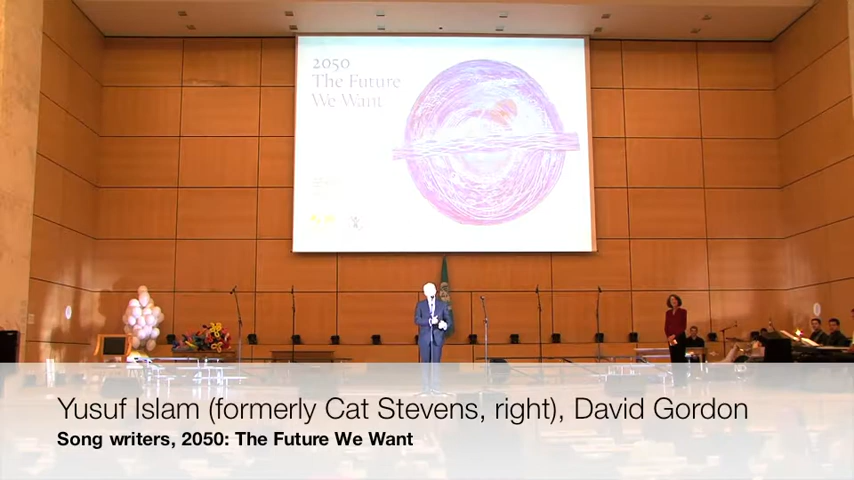 2050
The Future
We Want
Yusuf Islam (formerly Cat Stevens, right), David Gordon
Song writers, 2050: The Future We Want